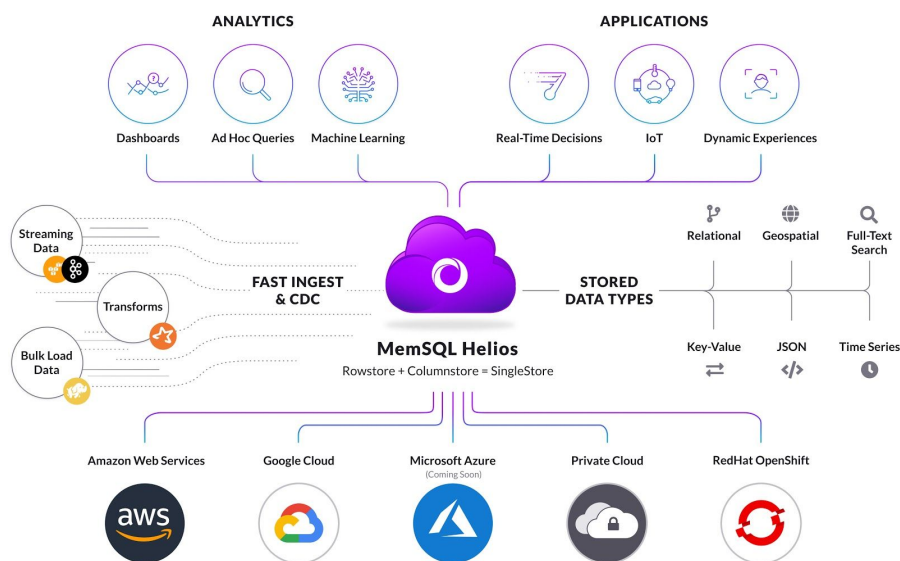 ANALYTICS
APPLICATIONS
?
Dashboards
Ad Hoc Queries
Machine Learning
Real-Time Decisions
IoT
Dynamic Experiences
Streaming
Data
Transforms
Bulk Load
Data
FAST INGEST
& CDC
STORED
DATA TYPES
Relational
Geospatial
Full-Text
Search
Key-Value
JSON
</>
Time Series
MemSQL Helios
Rowstore + Columnstore = SingleStore
Amazon Web Services
Google Cloud
Microsoft Azure
(Coming Soon)
Private Cloud
RedHat OpenShift
aws